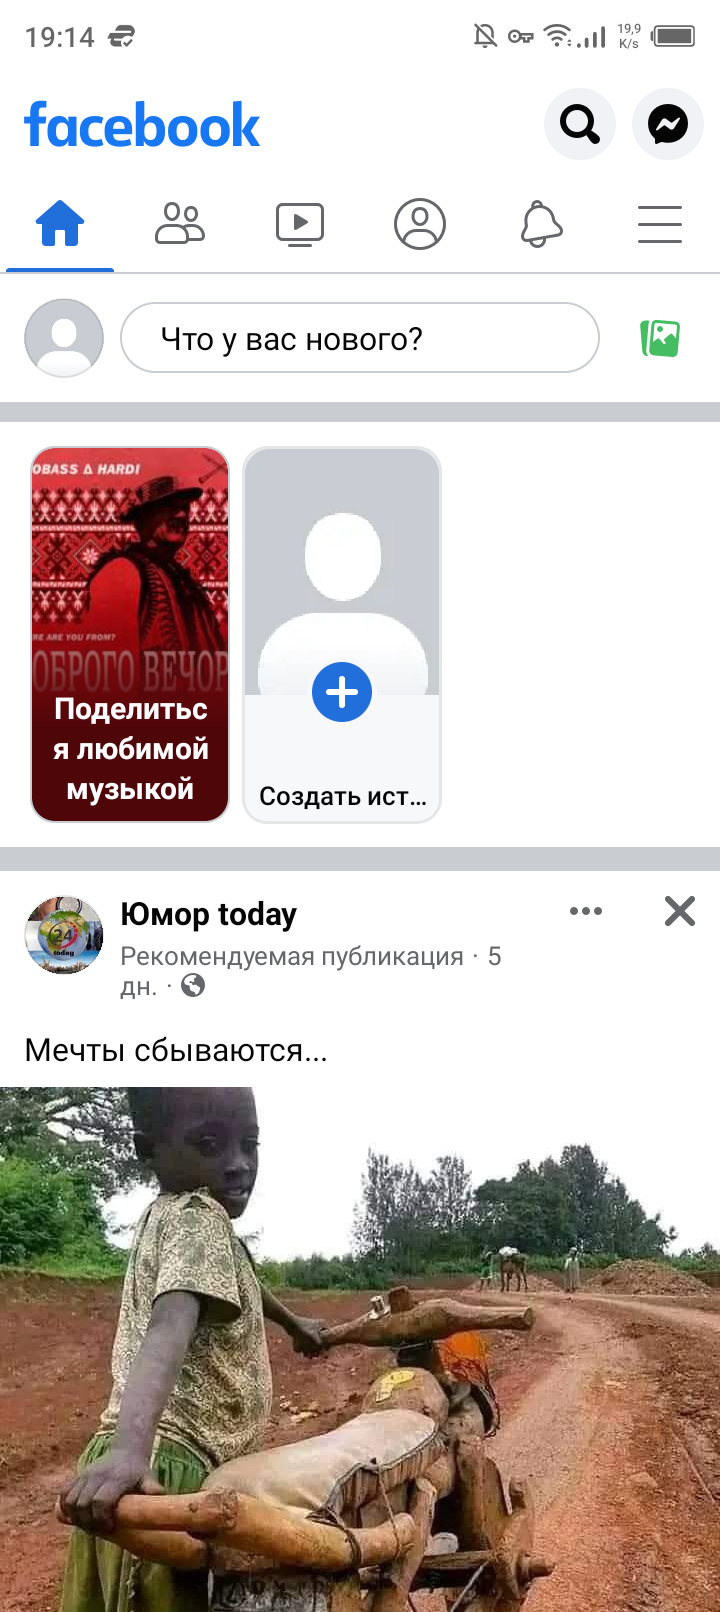 19:14
19,9
K/s
facebook
Что у вас нового?
OBASS Δ HARDI
RE ARE YOU FROM?
ОБРОГО ВЕЧОР
Поделитьс
я любимой
музыкой
Создать ист...
24
today
Юмор today
Рекомендуемая публикация · 5
дн. ·
Мечты сбываются...